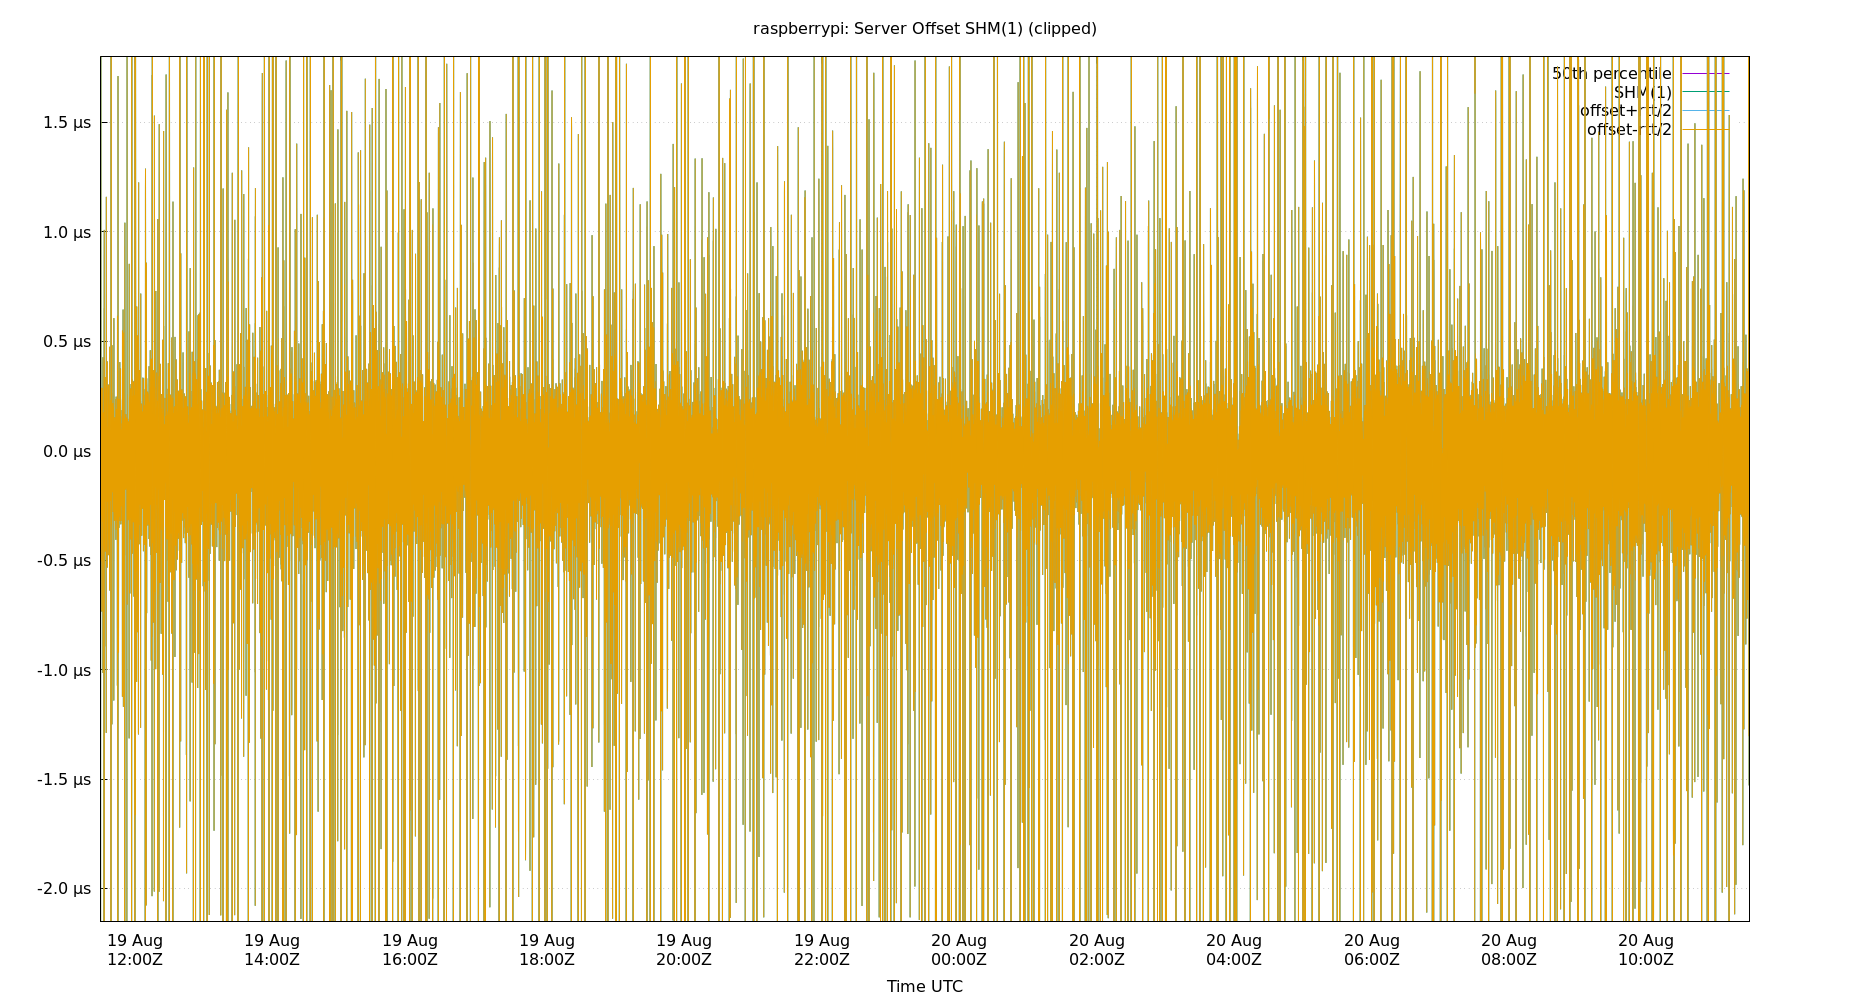 raspberrypi: Server Offset SHM(1) (clipped)
50th percentile
SHM(1)
offset+rtt/2
offset-rtt/2
1.5 µs
1.0 µs
0.5 µs
0.0 µs
-0.5 µs
-1.0 µs
-1.5 µs
-2.0 µs
19 Aug 19 Aug 19 Aug 19 Aug 19 Aug 19 Aug 20 Aug 20 Aug 20 Aug 20 Aug 20 Aug 20 Aug
12:00Z 14:00Z 16:00Z 18:00Z 20:00Z 22:00Z 00:00Z 02:00Z 04:00Z 06:00Z 08:00Z 10:00Z
Time UTC